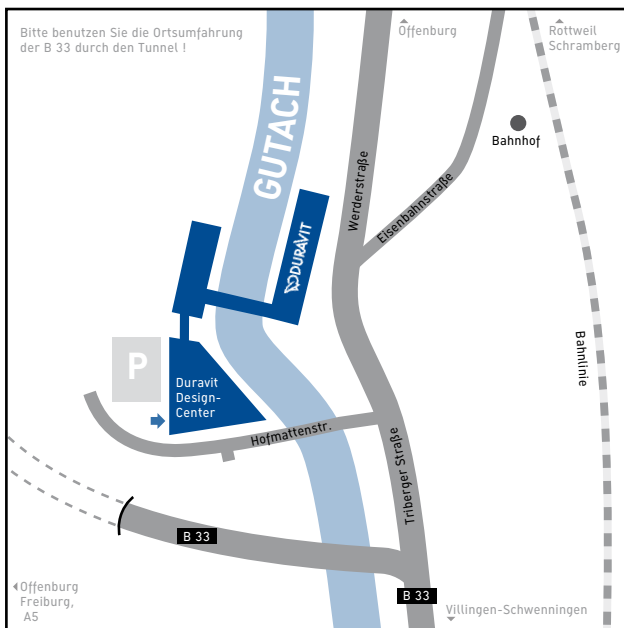 Bitte benutzen Sie die Ortsumfahrung
der B 33 durch den Tunnel !
Offenburg
Rottweil
Schramberg
GUTACH
Bahnhof
Werderstraße
Eisenbahnstraße
DURAVIT
Bahnlinie
P
Duravit
Design-
Center
Hofmattenstr.
Triberger Straße
B 33
B 33
Offenburg
Freiburg,
A5
Villingen-Schwenningen